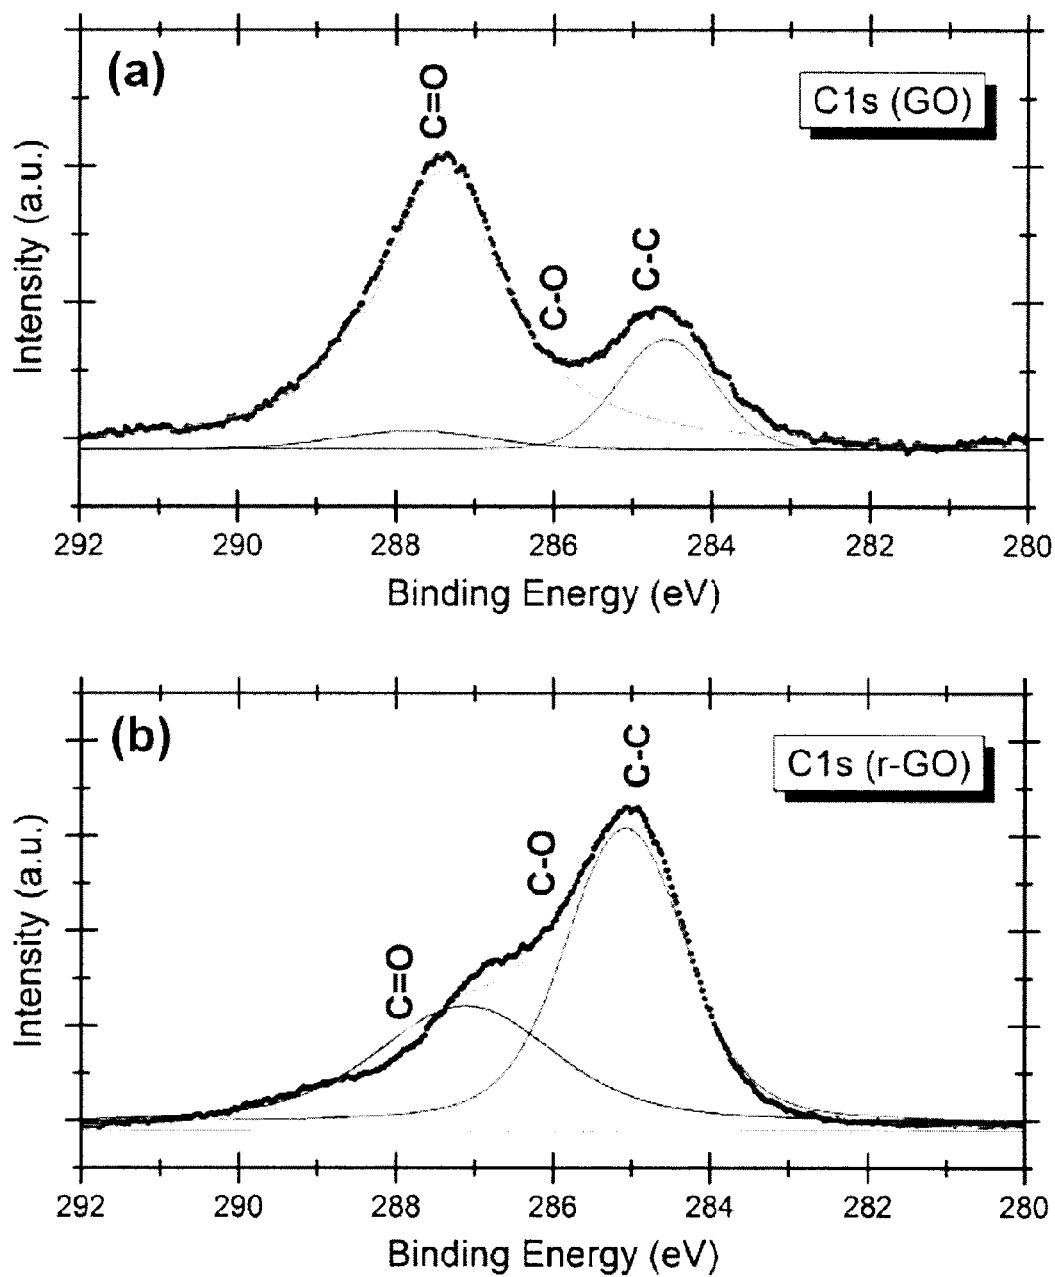 (a)
C=O
C1s (GO)
C-C
C-O
Intensity (a.u.)
292 290 288 286 284 282 280
Binding Energy (eV)
(b)
C-C
C1s (r-GO)
C-O
C=O
Intensity (a.u.)
292 290 288 286 284 282 280
Binding Energy (eV)